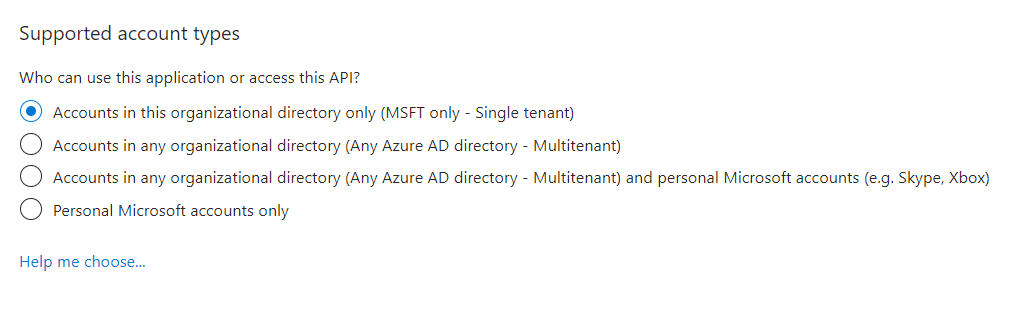 Supported account types
Who can use this application or access this API?
Accounts in this organizational directory only (MSFT only - Single tenant)
Accounts in any organizational directory (Any Azure AD directory - Multitenant)
Accounts in any organizational directory (Any Azure AD directory - Multitenant) and personal Microsoft accounts (e.g. Skype, Xbox)
Personal Microsoft accounts only
Help me choose...